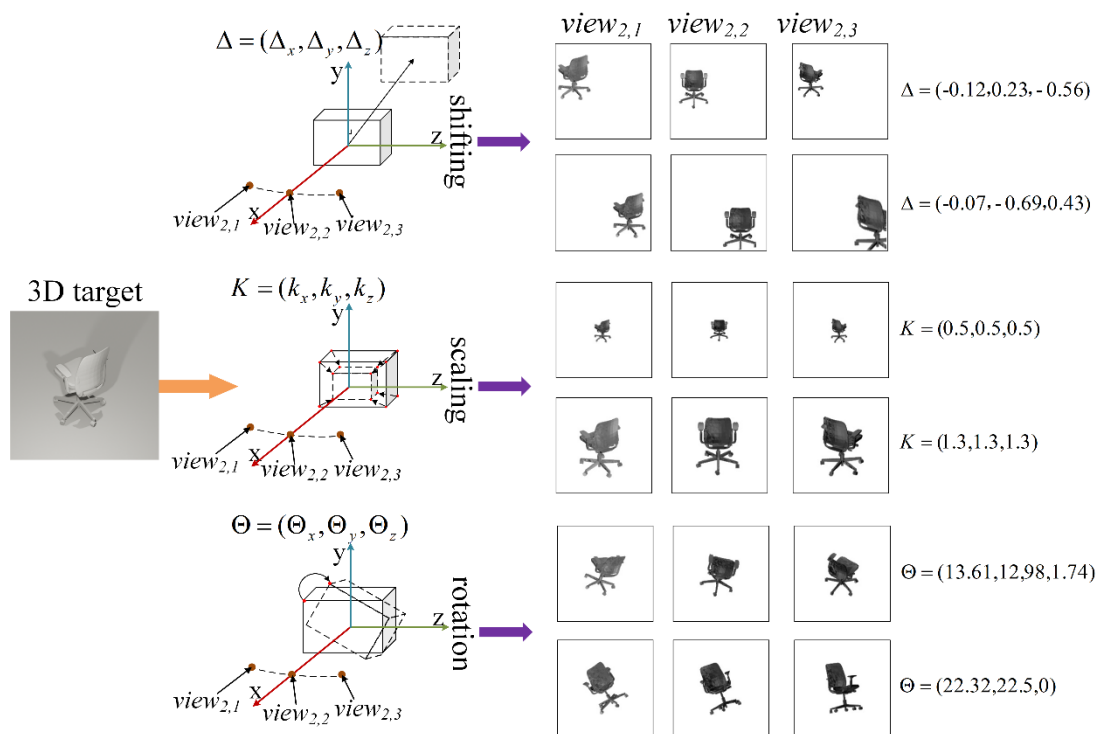 view2,1 view2,2 view2,3
Δ = (Δx, Δy, Δz)
y
z
x
shifting
view2,1 view2,2 view2,3
Δ = (-0.12,0.23,-0.56)
Δ = (-0.07,-0.69,0.43)
3D target
K = (kx, ky, kz)
y
z
x
scaling
view2,1 view2,2 view2,3
K = (0.5,0.5,0.5)
K = (1.3,1.3,1.3)
Θ = (Θx, Θy, Θz)
y
z
x
rotation
view2,1 view2,2 view2,3
Θ = (13.61,12,98,1.74)
Θ = (22.32,22.5,0)